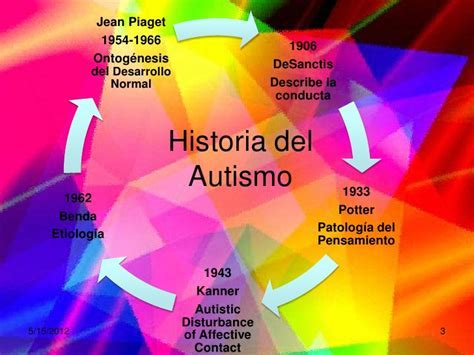 Jean Piaget
1954-1966
Ontogénesis
del Desarrollo
Normal
1906
DeSanctis
Describe la
conducta
Historia del
Autismo
1962
Benda
Etiología
1933
Potter
Patología del
Pensamiento
1943
Kanner
Autistic
Disturbance
of Affective
Contact
5/16/2012
3